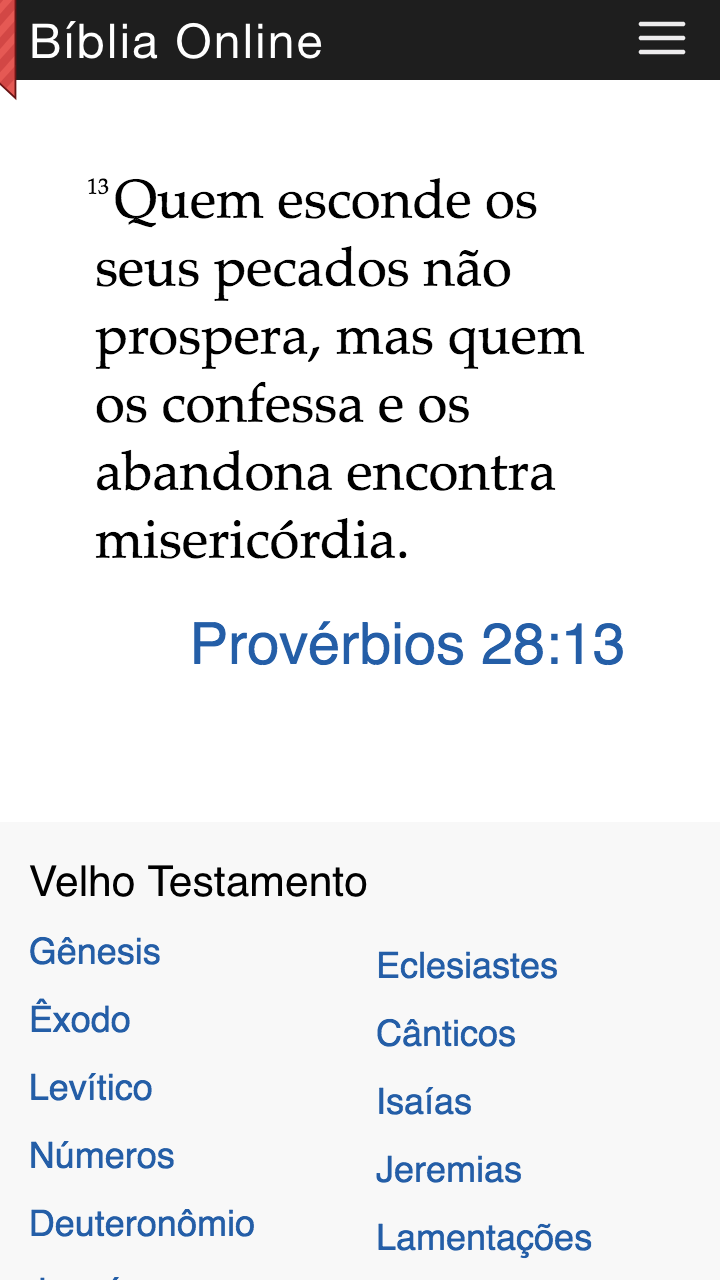 Bíblia Online
13 Quem esconde os
seus pecados não
prospera, mas quem
os confessa e os
abandona encontra
misericórdia.
Provérbios 28:13
Velho Testamento
Gênesis
Êxodo
Levítico
Números
Deuteronômio
Eclesiastes
Cânticos
Isaías
Jeremias
Lamentações